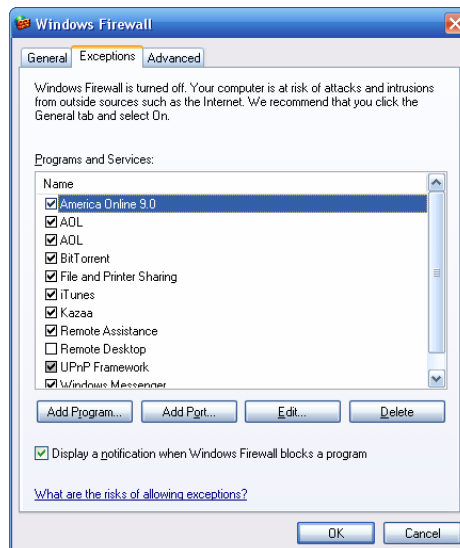 Windows Firewall
General Exceptions Advanced
Windows Firewall is turned off. Your computer is at risk of attacks and intrusions
from outside sources such as the Internet. We recommend that you click the
General tab and select On.
Programs and Services:
Name
America Online 9.0
AOL
AOL
BitTorrent
File and Printer Sharing
iTunes
Kazaa
Remote Assistance
Remote Desktop
UPnP Framework
Windows Messenger
Add Program... Add Port... Edit... Delete
Display a notification when Windows Firewall blocks a program
What are the risks of allowing exceptions?
OK Cancel